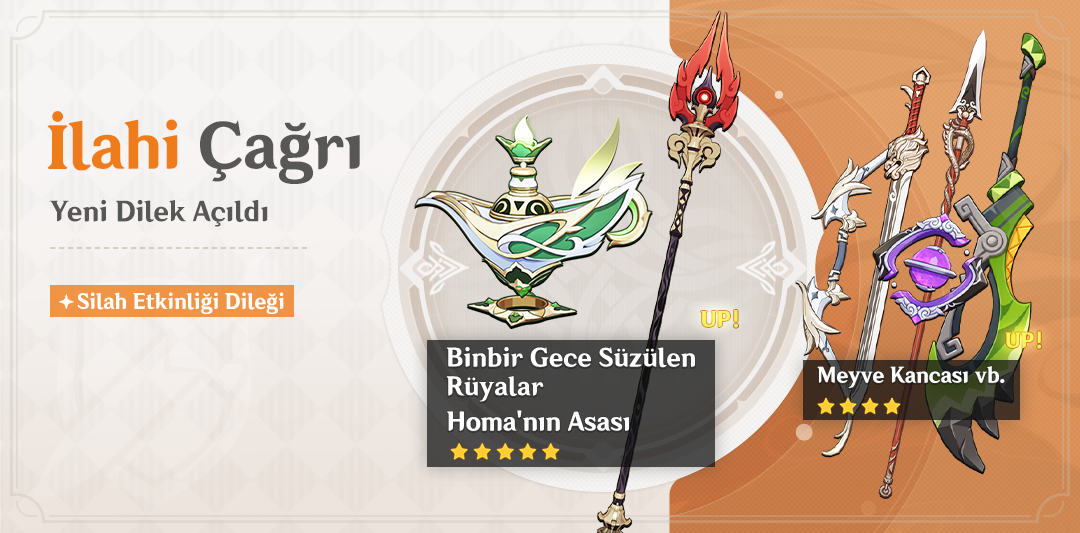 İlahi Çağrı
Yeni Dilek Açıldı
Silah Etkinliği Dileği
UP!
Binbir Gece Süzülen
Rüyalar
Homa'nın Asası
UP!
Meyve Kancası vb.